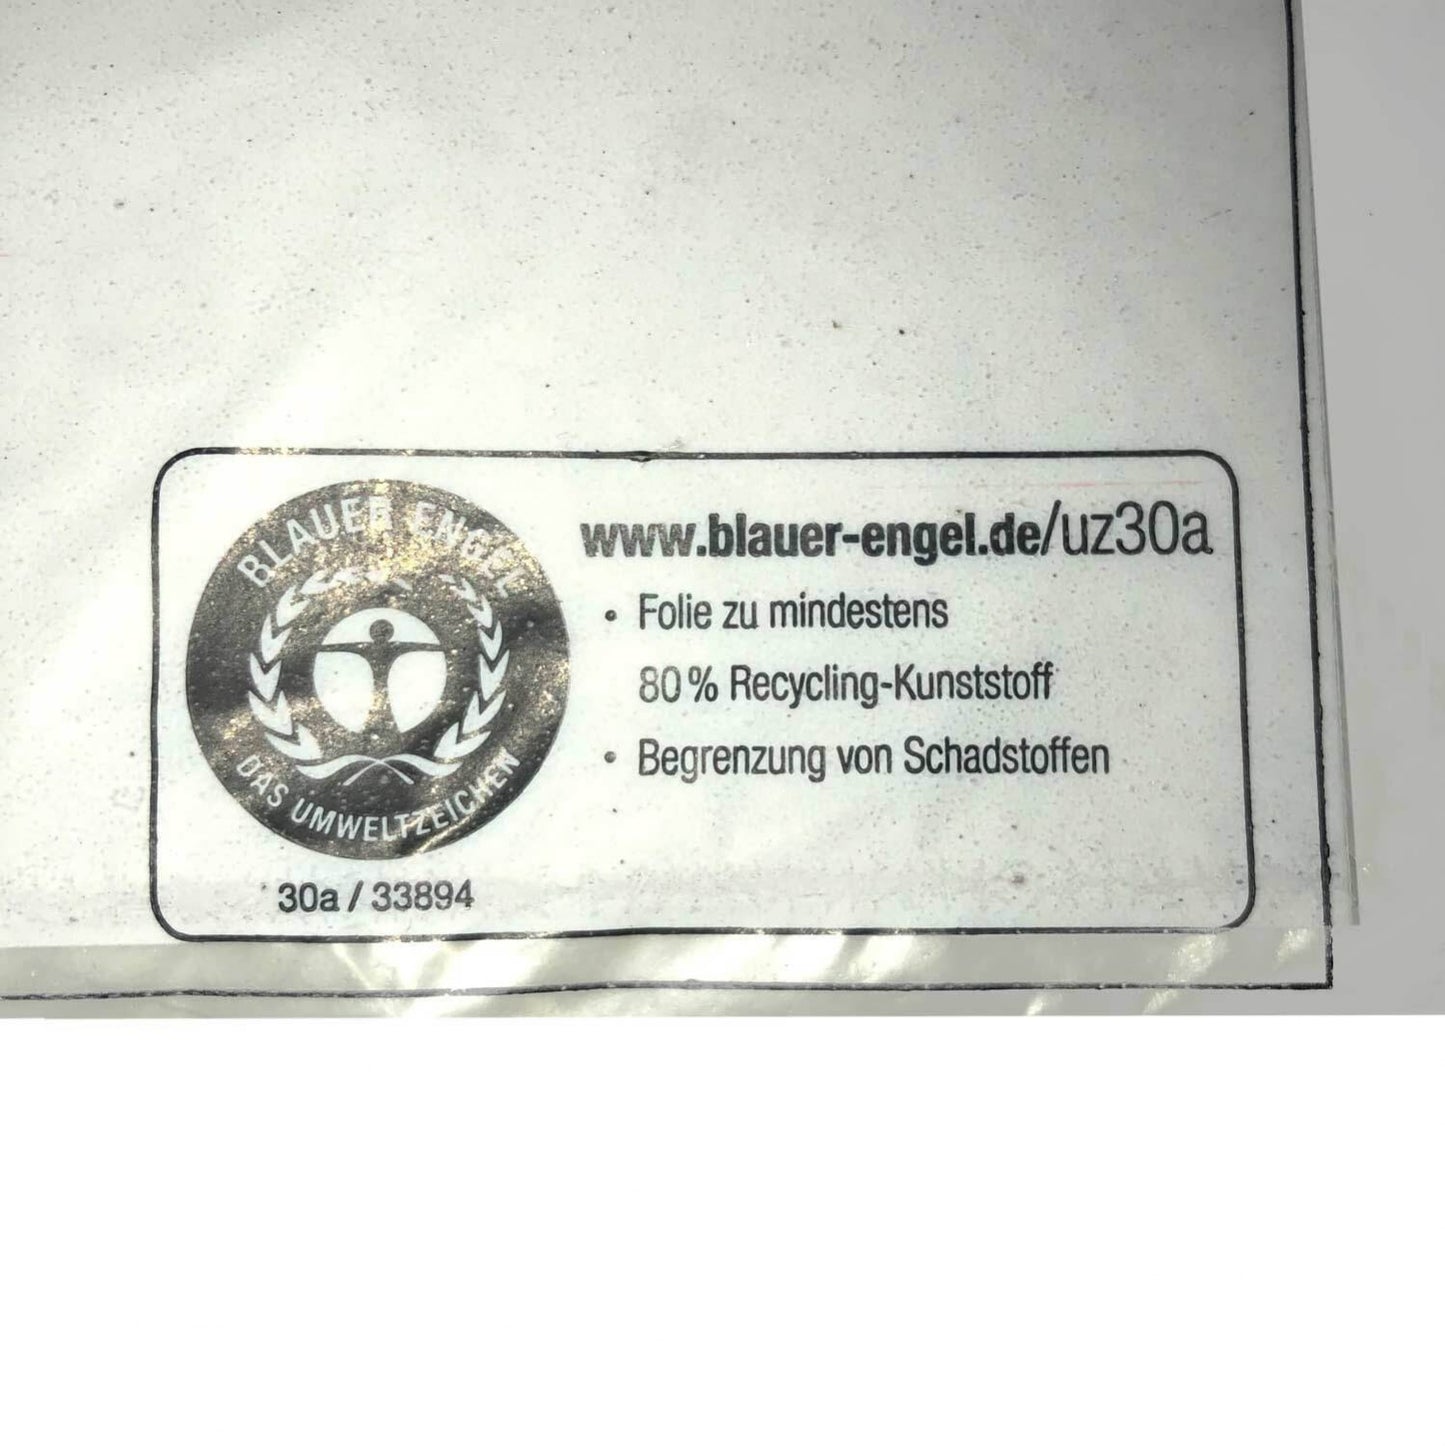 BLAUER ENGEL
DAS UMWELTZEICHEN
30a / 33894
www.blauer-engel.de/uz30a
• Folie zu mindestens
80 % Recycling-Kunststoff
• Begrenzung von Schadstoffen